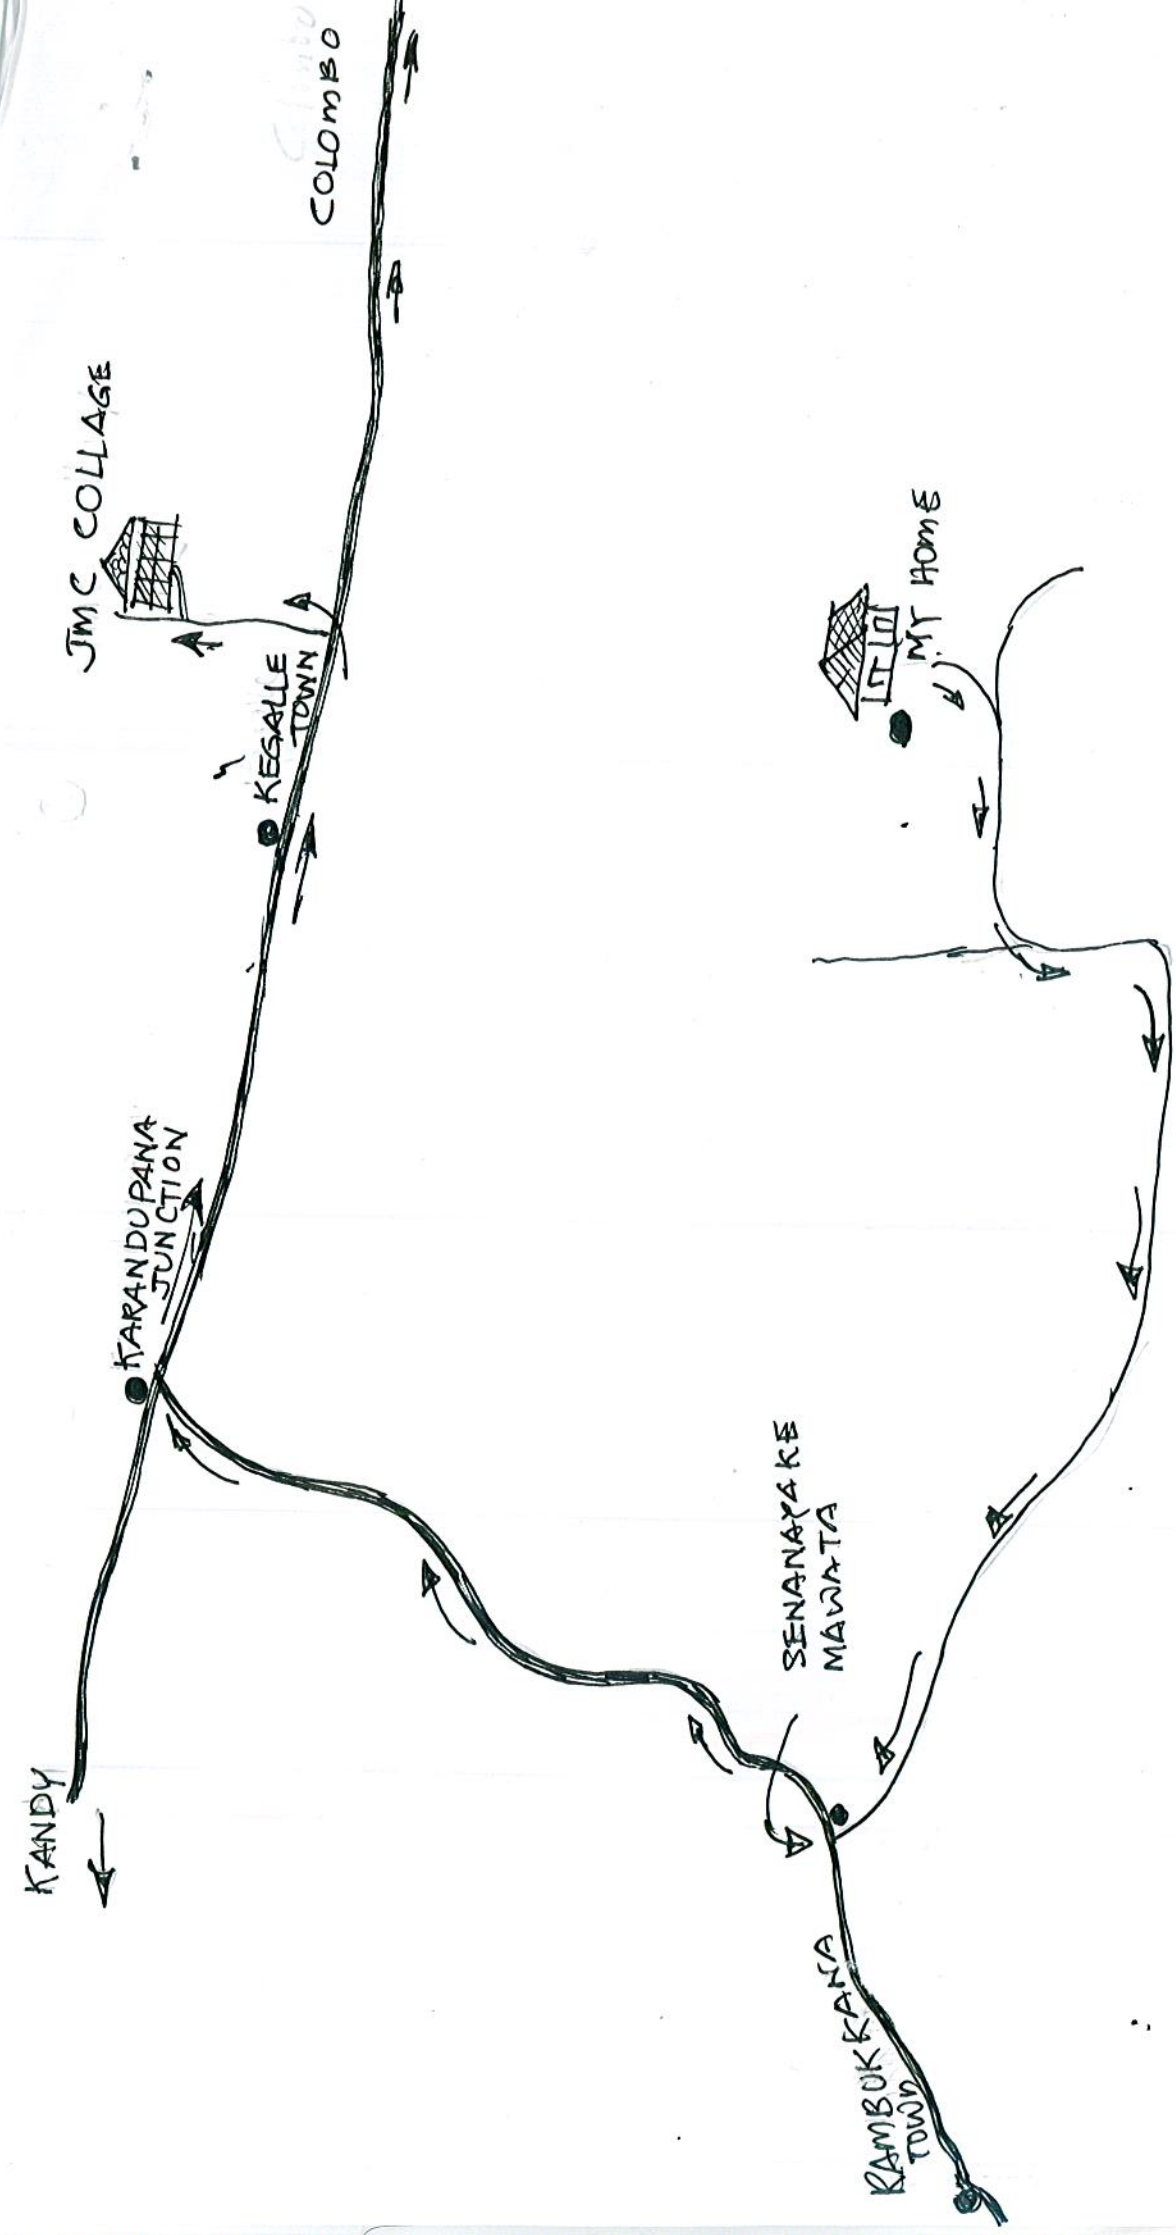 KANDY
KARANDUPANA
JUNCTION
KEGALLE
TOWN
JMC COLLAGE
COLOMBO
RAMBUKKANA
TOWN
SENANAYAKE
MAWATA
MY HOME